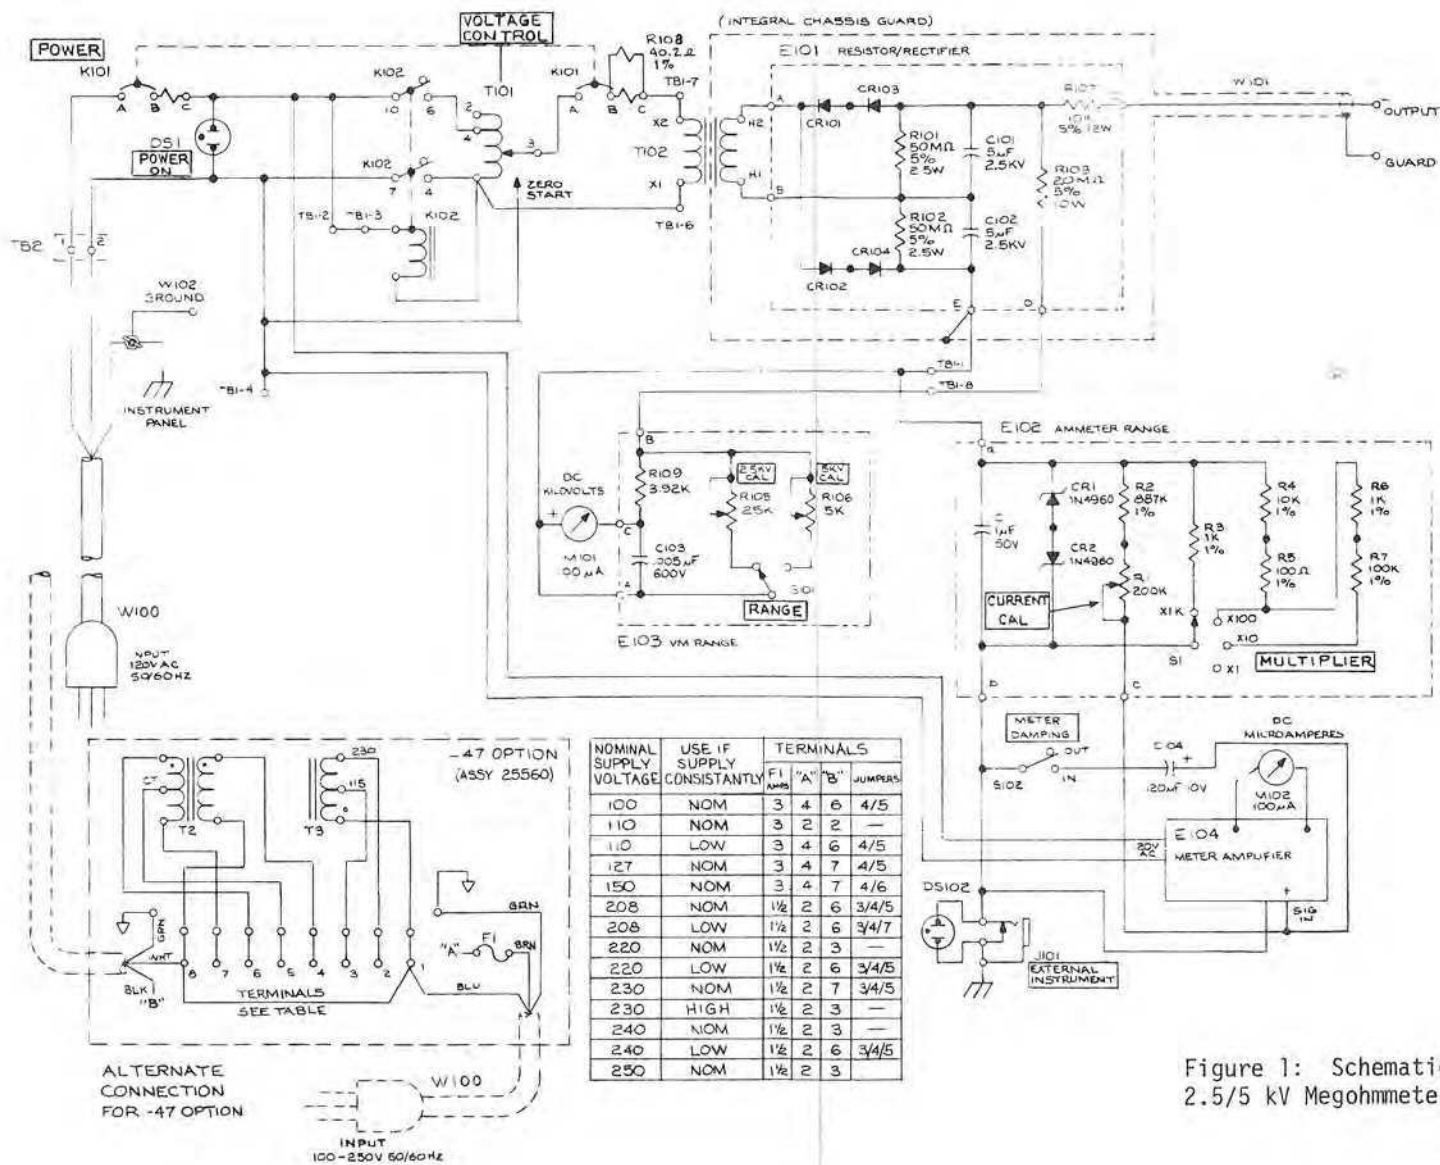 (INTEGRAL CHASSIS GUARD)
POWER
K101
A
B
C
DS1
POWER
ON
VOLTAGE
CONTROL
K102
10
6
T101
2
4
3
K102
7
4
ZERO
START
K101
A
B
C
R108
40.2Ω
1%
TB1-7
X2
T102
X1
TB1-6
H2
H1
E101 RESISTOR/RECTIFIER
A
B
CR101
CR103
R101
50MΩ
5%
2.5W
C101
5µF
2.5KV
R102
50MΩ
5%
2.5W
C102
5µF
2.5KV
CR104
CR102
5% 12W
R103
20MΩ
5%
10W
E
D
W101
OUTPUT
GUARD
TB1-2
TB1-3
K102
TB2
1
2
W102
GROUND
INSTRUMENT
PANEL
TB1-4
TB1-1
TB1-8
B
R109
3.92K
2.5KV
CAL
R105
25K
5KV
CAL
R106
5K
DC
KILOVOLTS
+
C
M101
100µA
C103
.005µF
600V
A
S101
RANGE
E103 VM RANGE
E102 AMMETER RANGE
1µF
50V
CR1
1N4960
CR2
1N4960
R2
887K
1%
R1
200K
CURRENT
CAL
R3
1K
1%
R4
10K
1%
R5
100Ω
1%
R6
1K
1%
R7
100K
1%
X1K
X100
X10
X1
S1
MULTIPLIER
D
C
W100
INPUT
120VAC
50/60HZ
METER
DAMPING
OUT
IN
S102
C104
+
120µF 10V
DC
MICROAMPERES
M102
100µA
E104
METER AMPLIFIER
AC
+
SIG
IN
DS102
J101
EXTERNAL
INSTRUMENT
-47 OPTION
(ASSY 25560)
CT
T2
230
115
T3
GRN
WHT
BLK
"B"
8
7
6
5
4
3
2
1
TERMINALS
SEE TABLE
GRN
"A"
F1
BRN
BLU
ALTERNATE
CONNECTION
FOR -47 OPTION
W100
INPUT
100-250V 50/60HZ
NOMINAL SUPPLY VOLTAGE USE IF SUPPLY CONSISTANTLY TERMINALS
F1 AMPS "A" "B" JUMPERS
100 NOM 3 4 6 4/5
110 NOM 3 2 2 —
110 LOW 3 4 6 4/5
127 NOM 3 4 7 4/5
150 NOM 3 4 7 4/6
208 NOM 1½ 2 6 3/4/5
208 LOW 1½ 2 6 3/4/7
220 NOM 1½ 2 3 —
220 LOW 1½ 2 6 3/4/5
230 NOM 1½ 2 7 3/4/5
230 HIGH 1½ 2 3 —
240 NOM 1½ 2 3 —
240 LOW 1½ 2 6 3/4/5
250 NOM 1½ 2 3
Figure 1: Schematic
2.5/5 kV Megohmmete